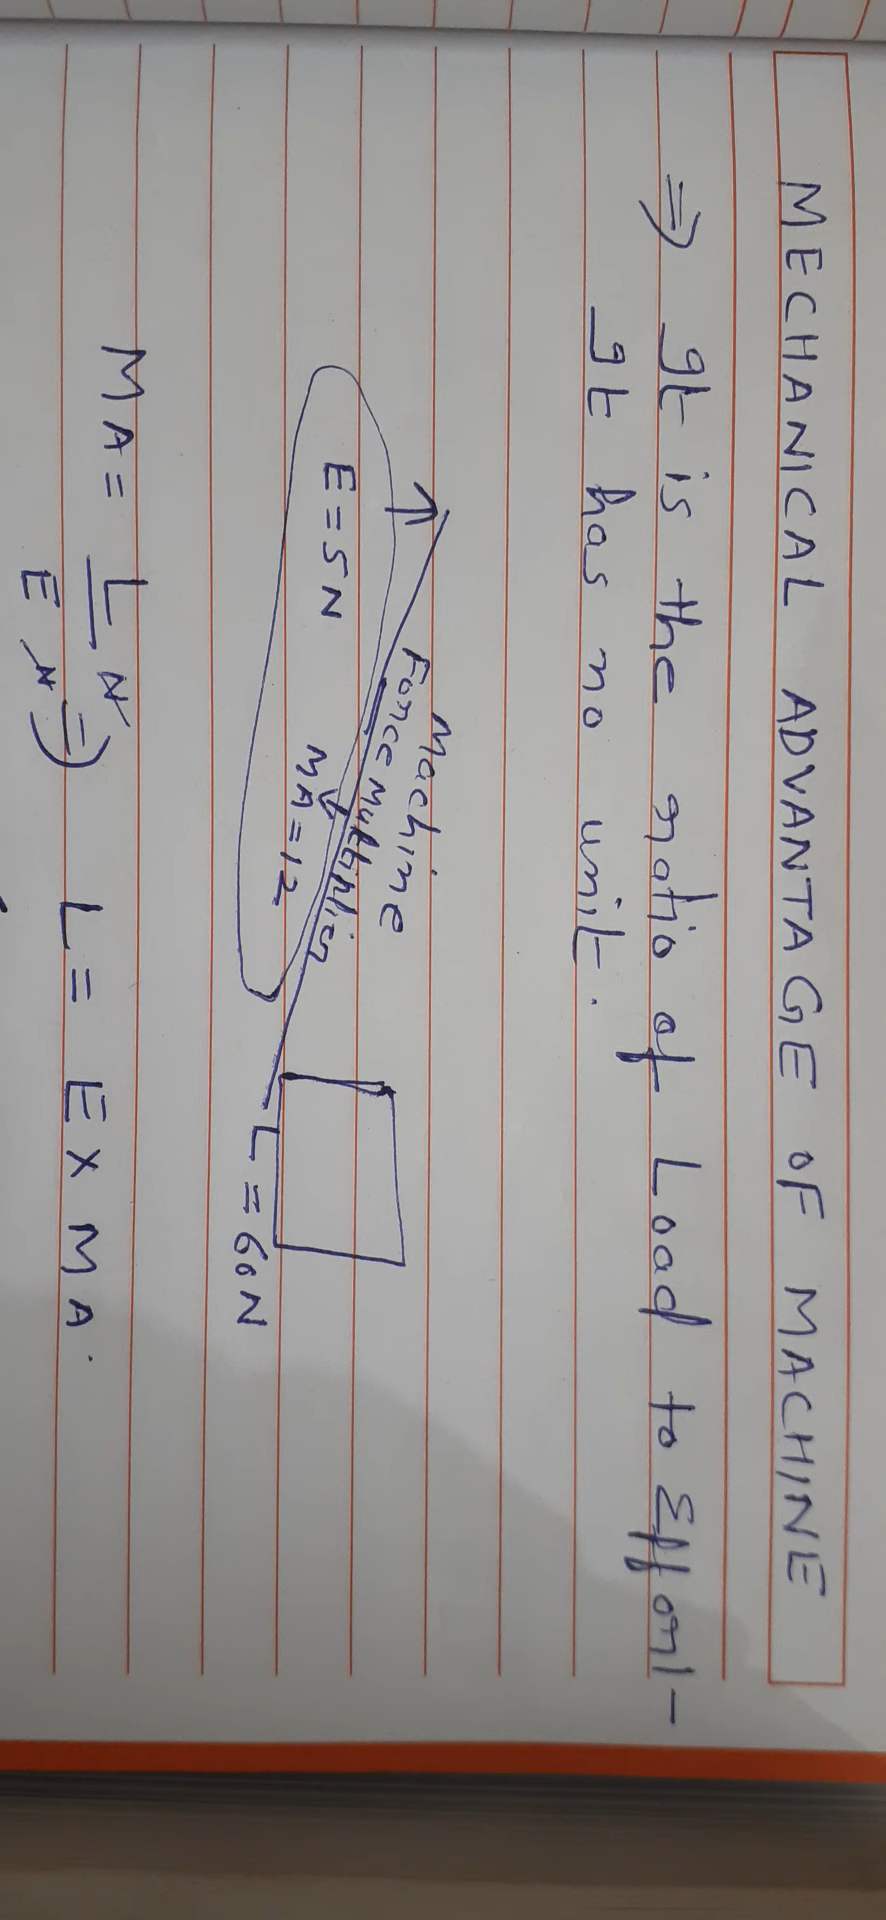 MECHANICAL ADVANTAGE OF MACHINE
⇒ It is the ratio of Load to Effort
It has no unit.
Machine
Force Multiplier
E = 5N
MA = 12
L = 60N
MA = L N / E N ⇒ L = E × MA.